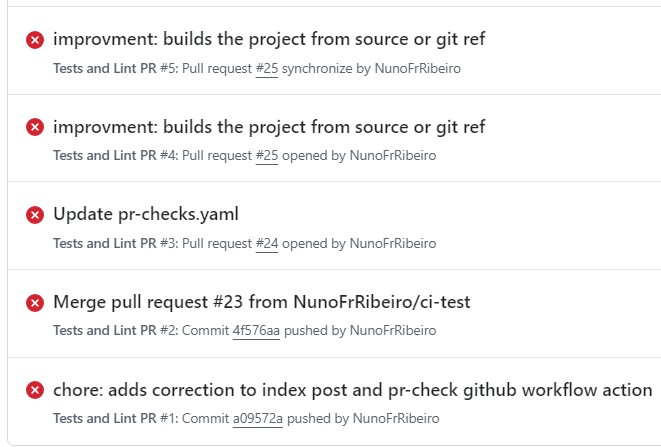 improvment: builds the project from source or git ref
Tests and Lint PR #5: Pull request #25 synchronize by NunoFrRibeiro
improvment: builds the project from source or git ref
Tests and Lint PR #4: Pull request #25 opened by NunoFrRibeiro
Update pr-checks.yaml
Tests and Lint PR #3: Pull request #24 opened by NunoFrRibeiro
Merge pull request #23 from NunoFrRibeiro/ci-test
Tests and Lint PR #2: Commit 4f576aa pushed by NunoFrRibeiro
chore: adds correction to index post and pr-check github workflow action
Tests and Lint PR #1: Commit a09572a pushed by NunoFrRibeiro